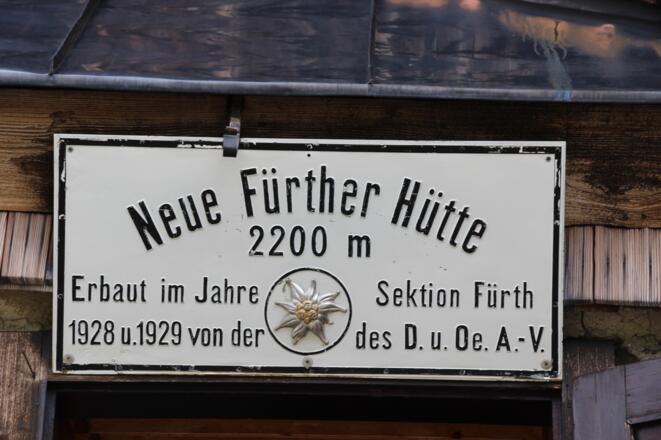 Neue Fürther Hütte
2200 m
Erbaut im Jahre Sektion Fürth
1928 u. 1929 von der des D. u. Oe. A.-V.